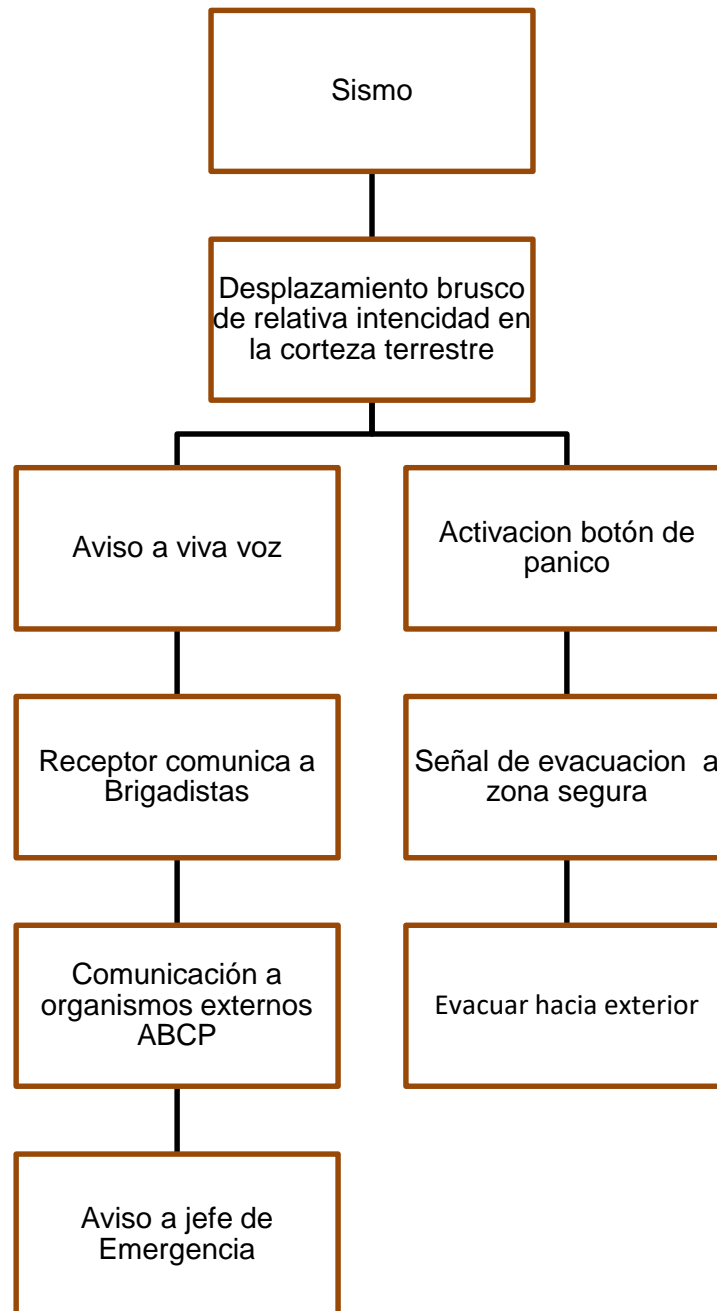 Sismo
Desplazamiento brusco
de relativa intencidad en
la corteza terrestre
Aviso a viva voz
Receptor comunica a
Brigadistas
Comunicación a
organismos externos
ABCP
Aviso a jefe de
Emergencia
Activacion botón de
panico
Señal de evacuacion a
zona segura
Evacuar hacia exterior